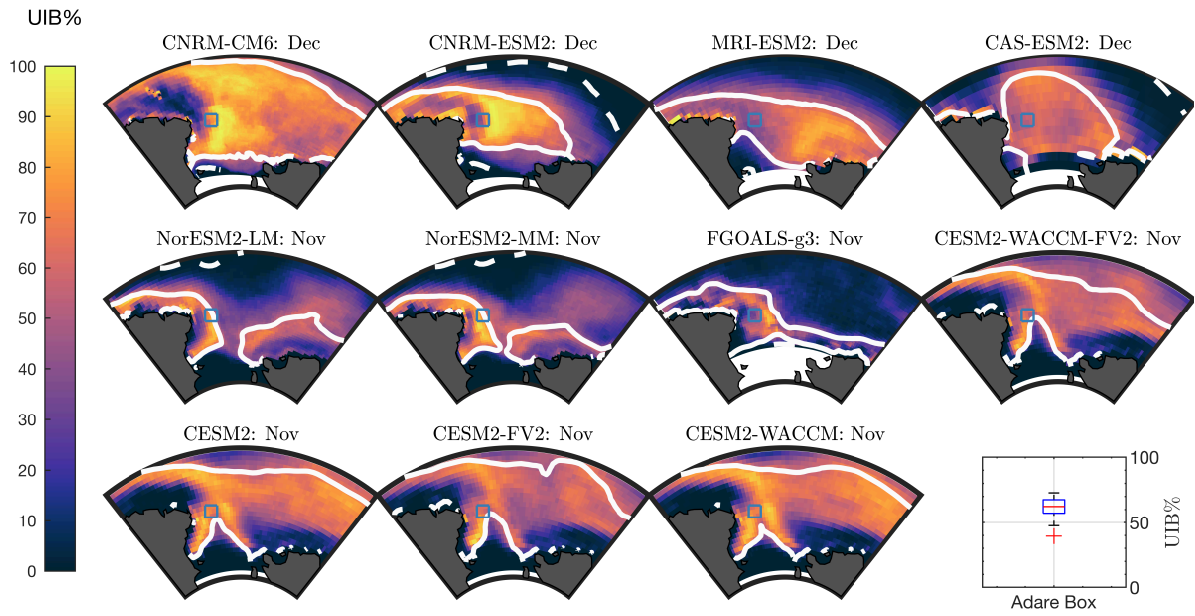 UIB%
100
90
80
70
60
50
40
30
20
10
0
CNRM-CM6: Dec
CNRM-ESM2: Dec
MRI-ESM2: Dec
CAS-ESM2: Dec
NorESM2-LM: Nov
NorESM2-MM: Nov
FGOALS-g3: Nov
CESM2-WACCM-FV2: Nov
CESM2: Nov
CESM2-FV2: Nov
CESM2-WACCM: Nov
100
50
0
UIB%
Adare Box